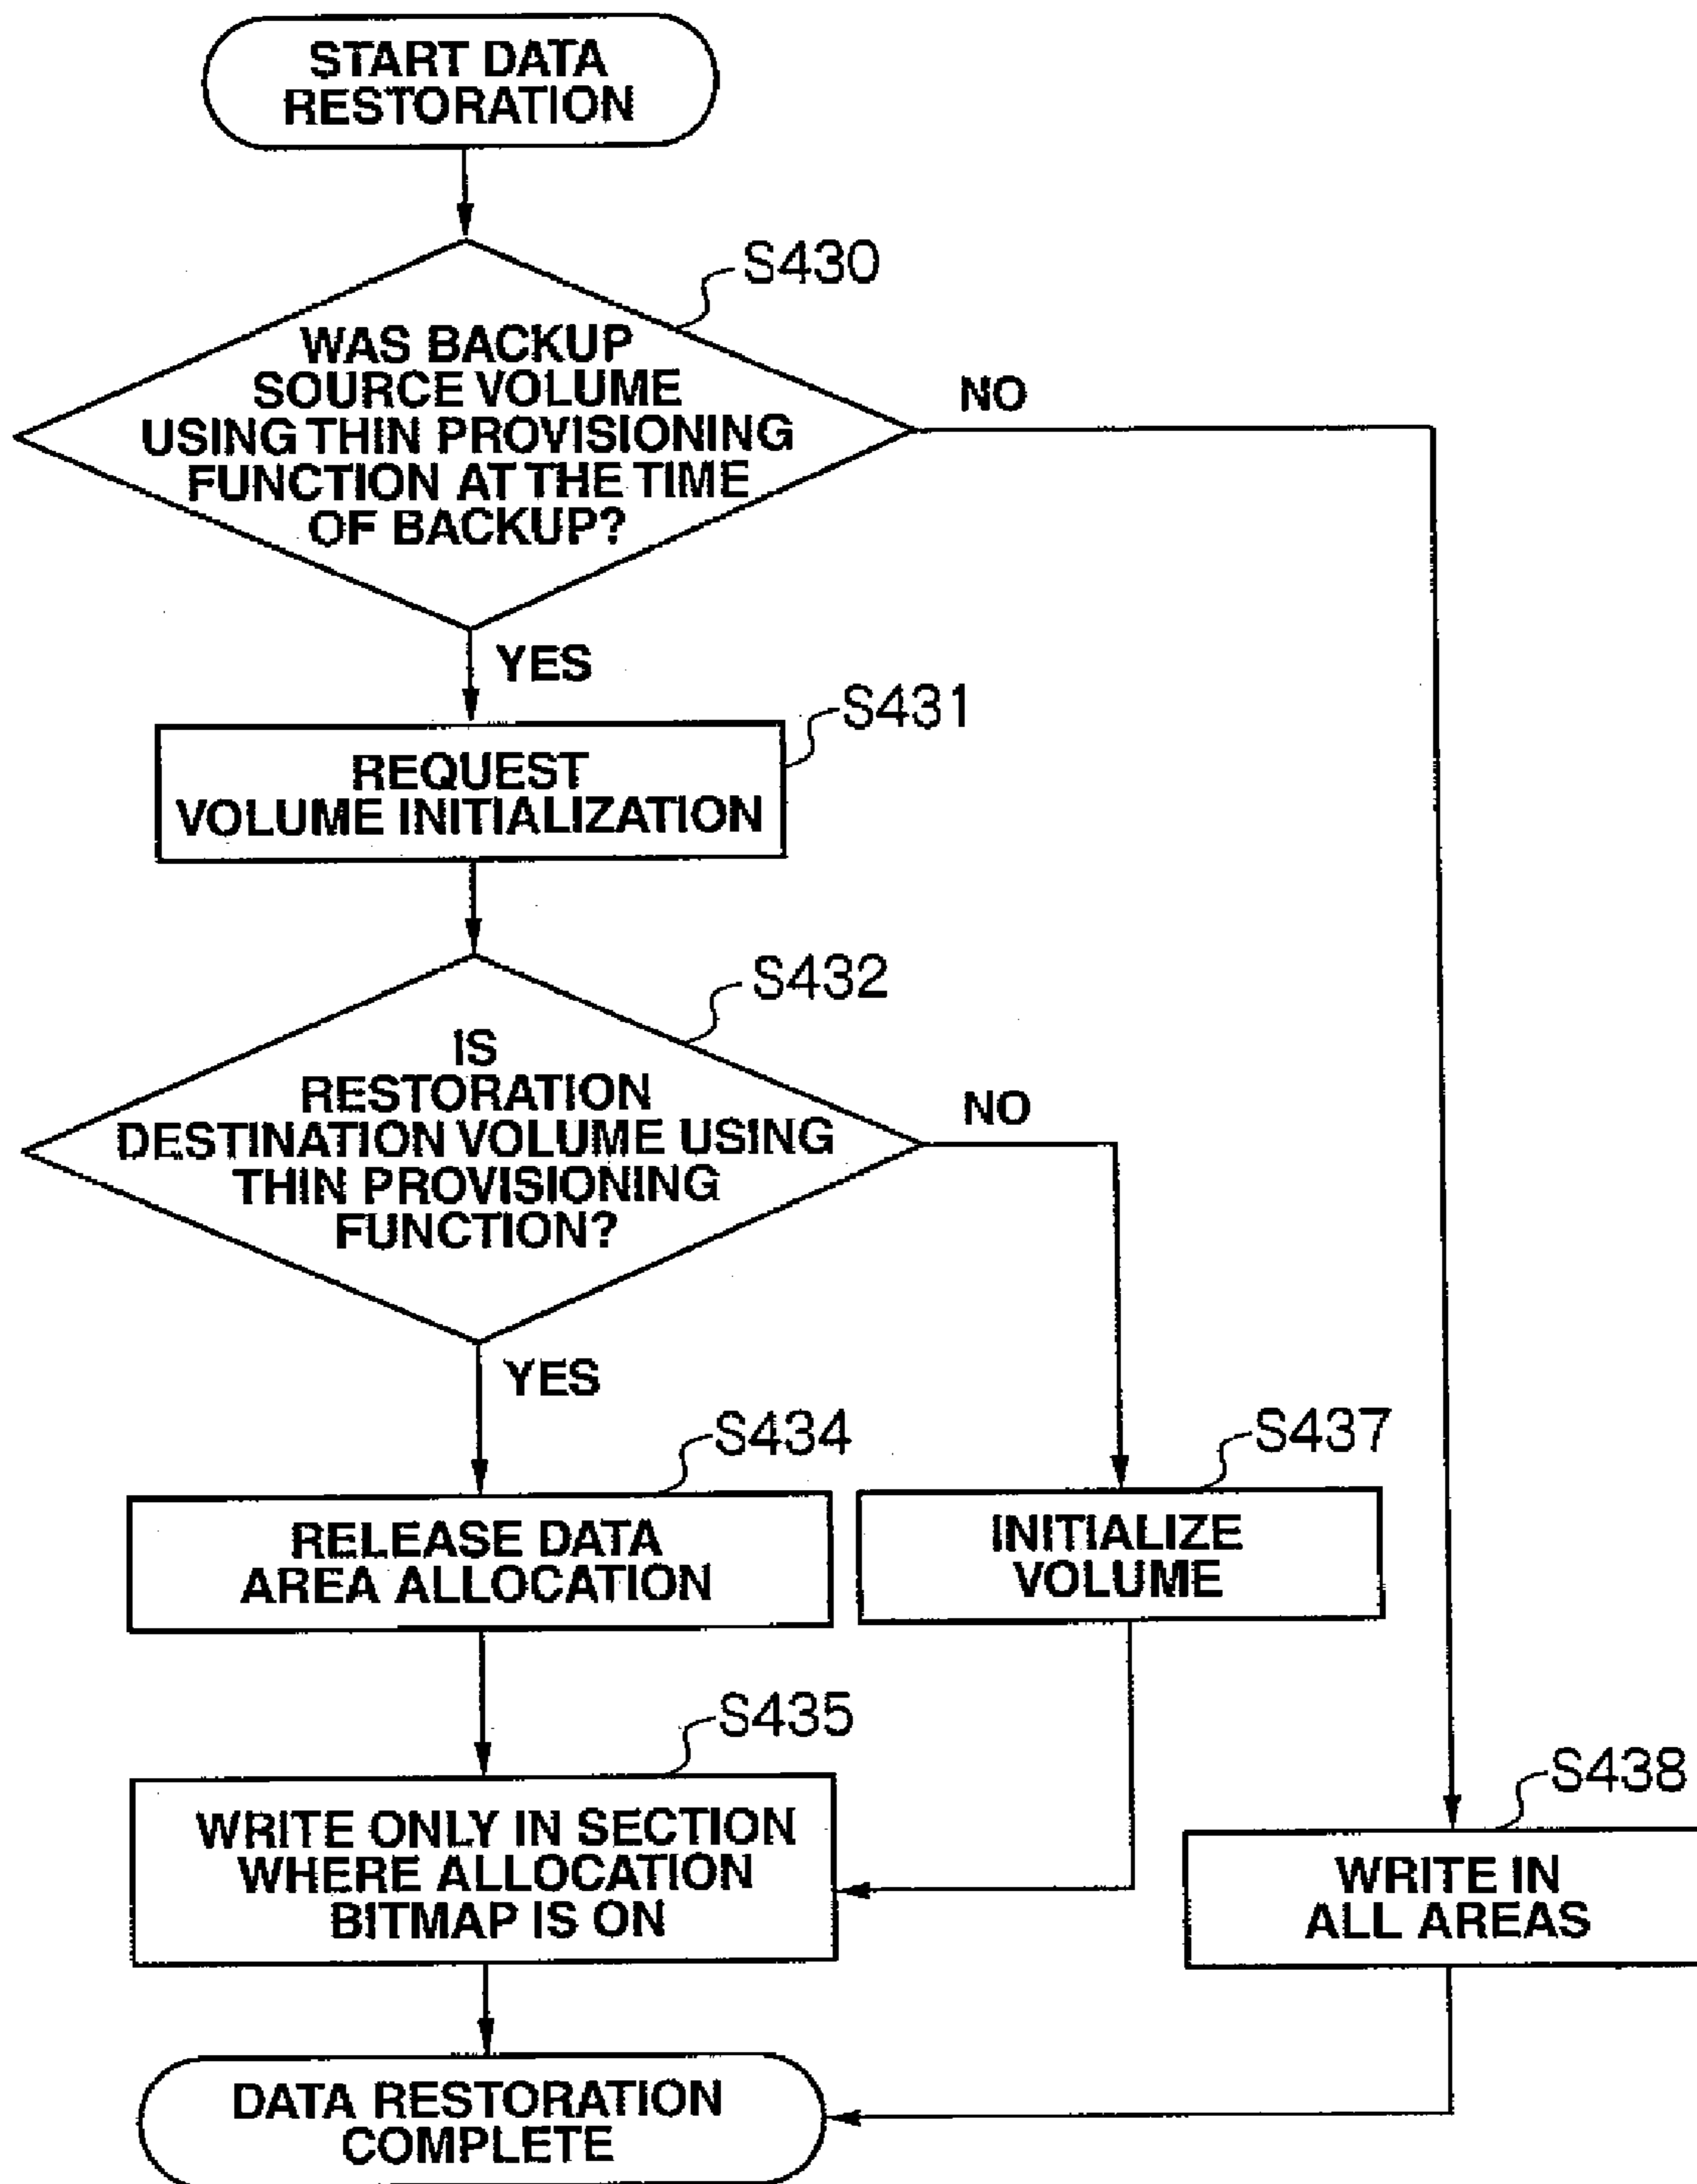 START DATA
RESTORATION
S430
WAS BACKUP
SOURCE VOLUME
USING THIN PROVISIONING
FUNCTION AT THE TIME
OF BACKUP?
NO
YES
S431
REQUEST
VOLUME INITIALIZATION
S432
IS
RESTORATION
DESTINATION VOLUME USING
THIN PROVISIONING
FUNCTION?
NO
YES
S434
RELEASE DATA
AREA ALLOCATION
S437
INITIALIZE
VOLUME
S435
WRITE ONLY IN SECTION
WHERE ALLOCATION
BITMAP IS ON
S438
WRITE IN
ALL AREAS
DATA RESTORATION
COMPLETE